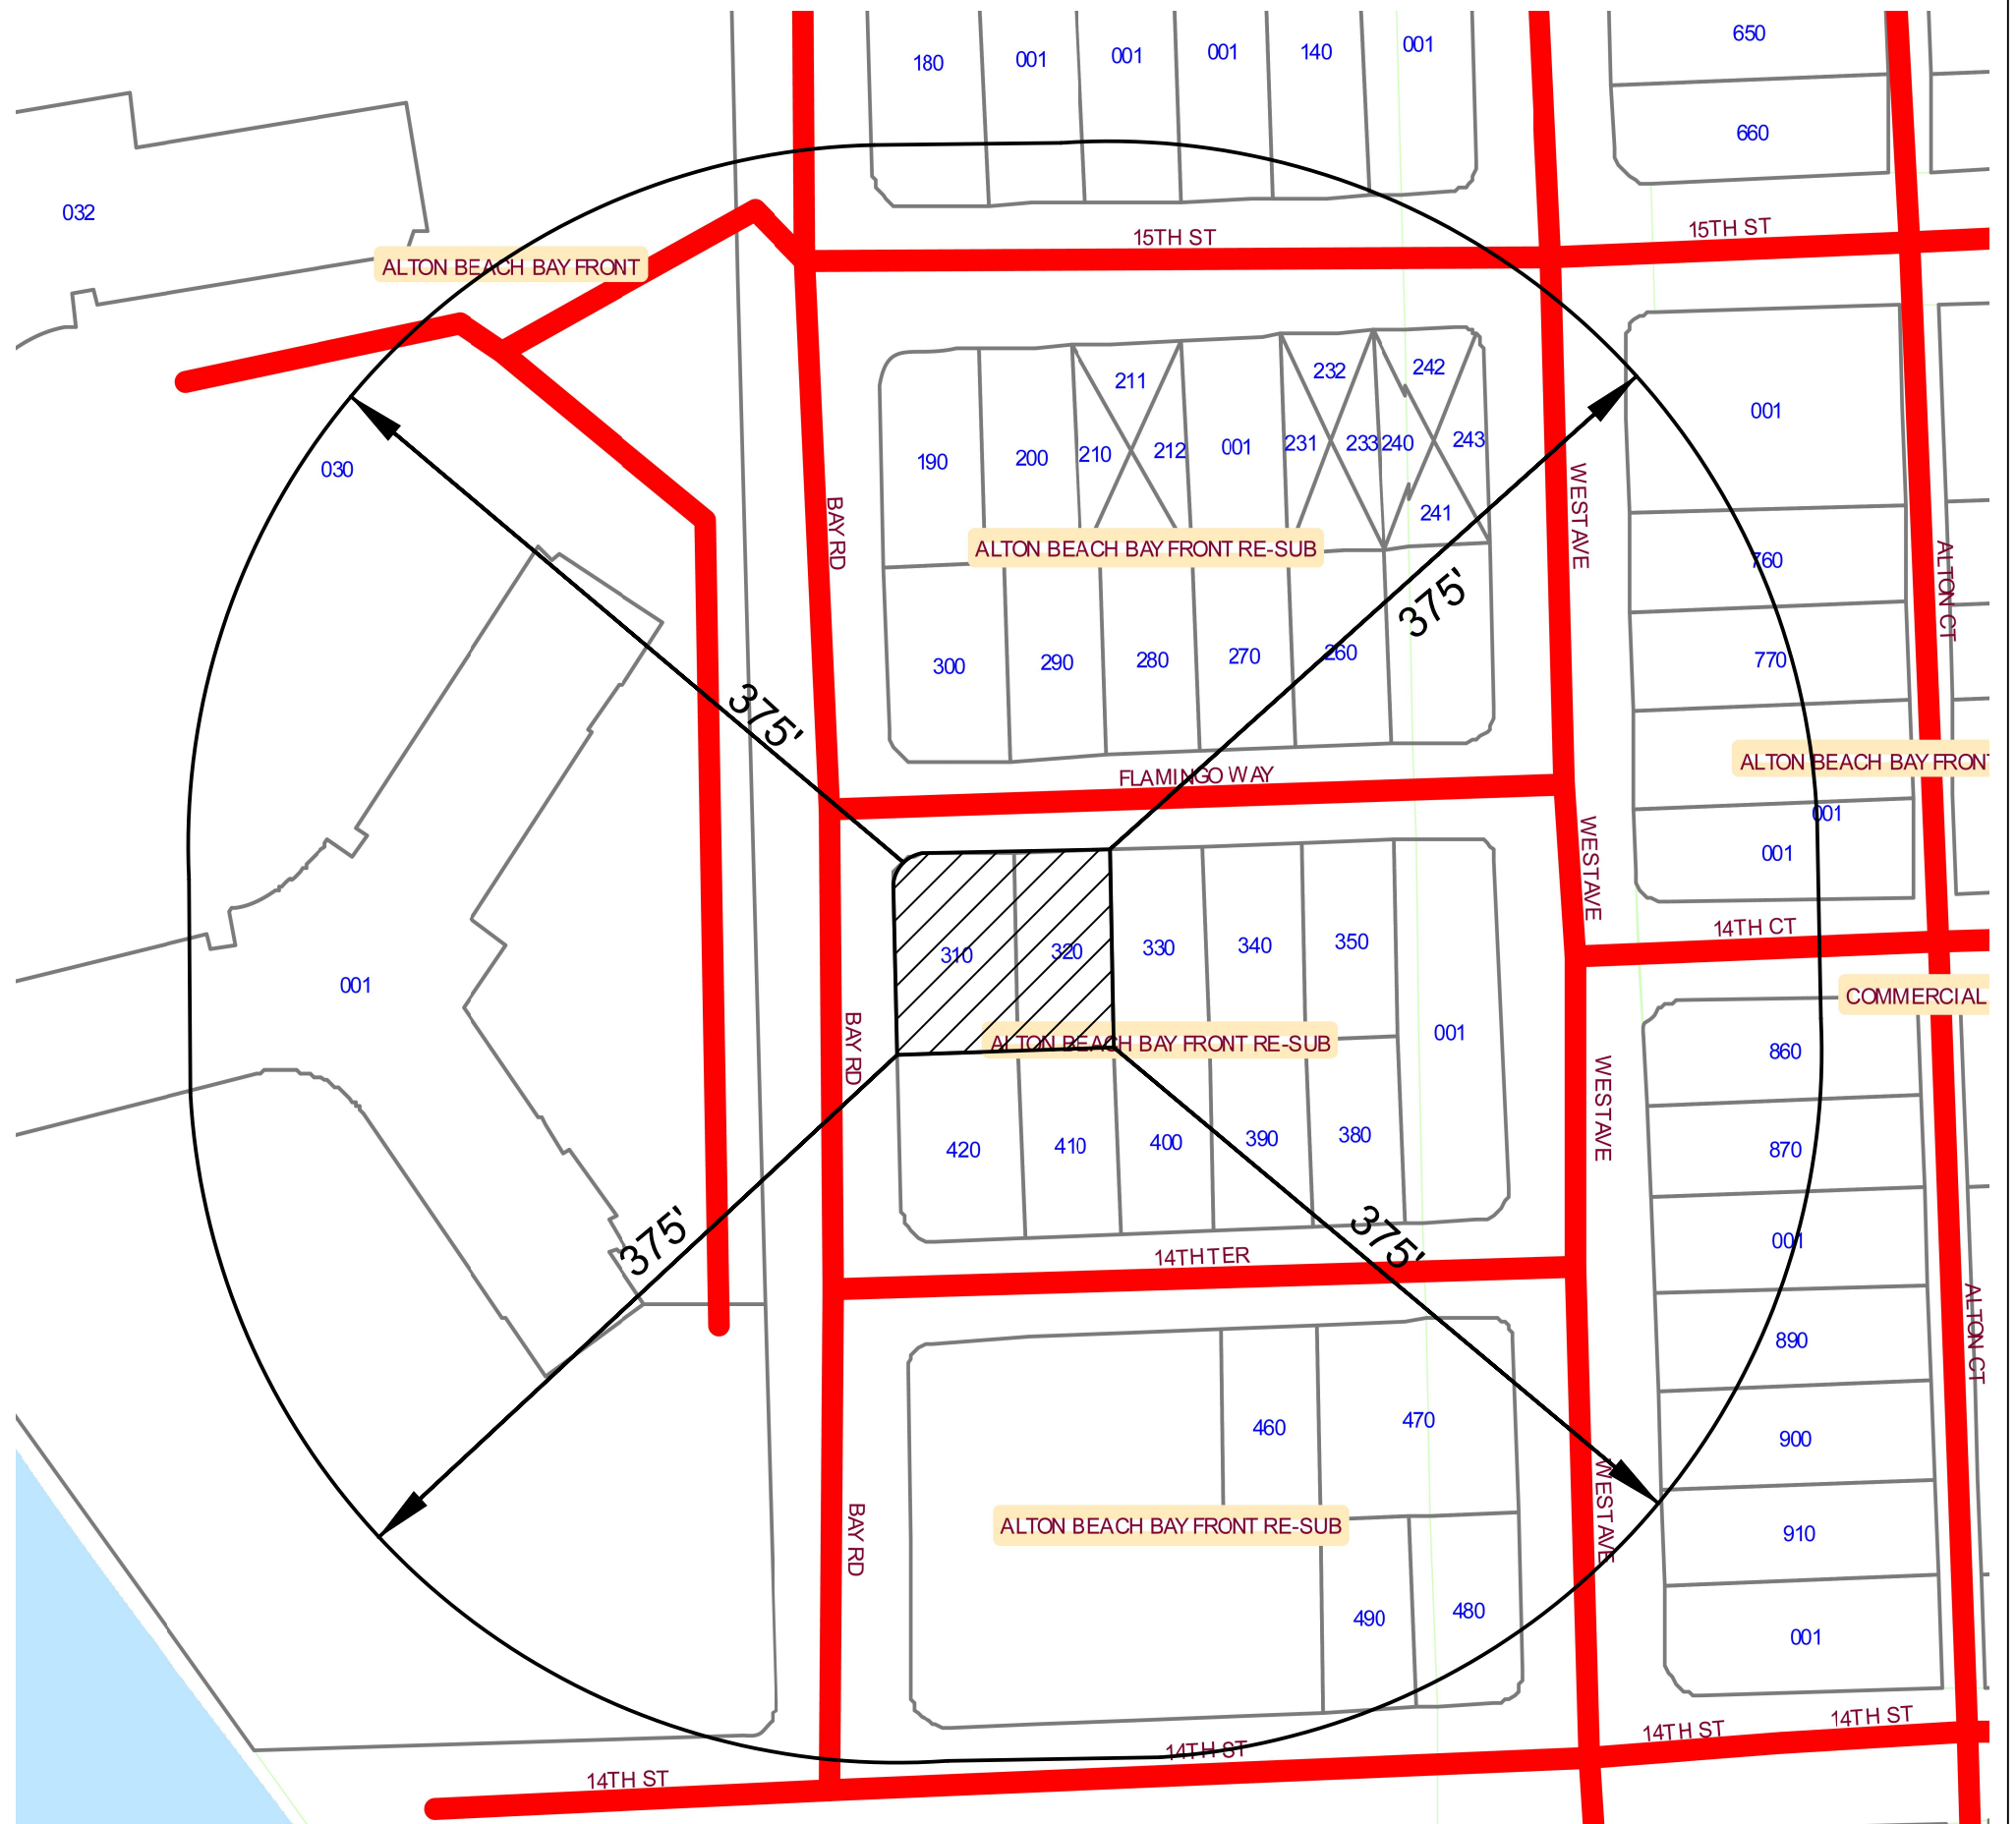 650
180
001
001
001
140
001
660
032
15TH ST
15TH ST
ALTON BEACH BAY FRONT
211
232
242
001
190
200
210
212
001
231
233
240
243
030
BAY RD
241
WEST AVE
ALTON BEACH BAY FRONT RE-SUB
760
ALTON CT
375'
300
290
280
270
260
770
375'
FLAMINGO WAY
ALTON BEACH BAY FRONT
001
WEST AVE
001
310
320
330
340
350
14TH CT
001
COMMERCIAL
BAY RD
ALTON BEACH BAY FRONT RE-SUB
001
860
WEST AVE
420
410
400
390
380
870
375'
375'
001
14TH TER
ALTON CT
890
460
470
900
ALTON BEACH BAY FRONT RE-SUB
BAY RD
WEST AVE
910
490
480
001
14TH ST
14TH ST
14TH ST
14TH ST